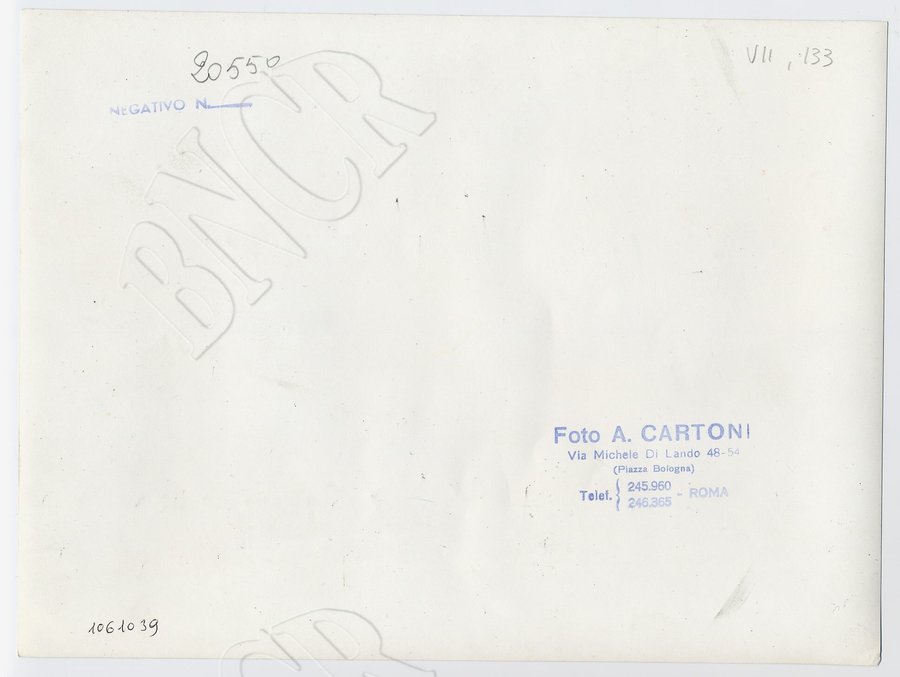 20550
VII , 133
NEGATIVO N.
BNCR
Foto A. CARTONI
Via Michele Di Lando 48-54
(Piazza Bologna)
Telef. { 245.960
246.365 - ROMA
1061039
BNCR